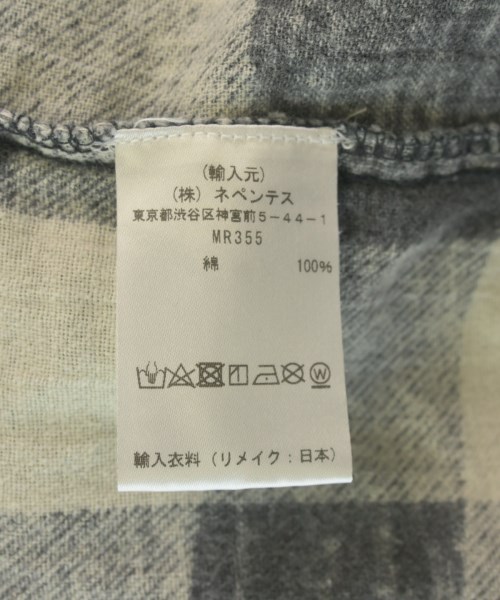 (輸入元)
(株) ネペンテス
東京都渋谷区神宮前5-44-1
MR355
綿 100%
W
輸入衣料 (リメイク:日本)